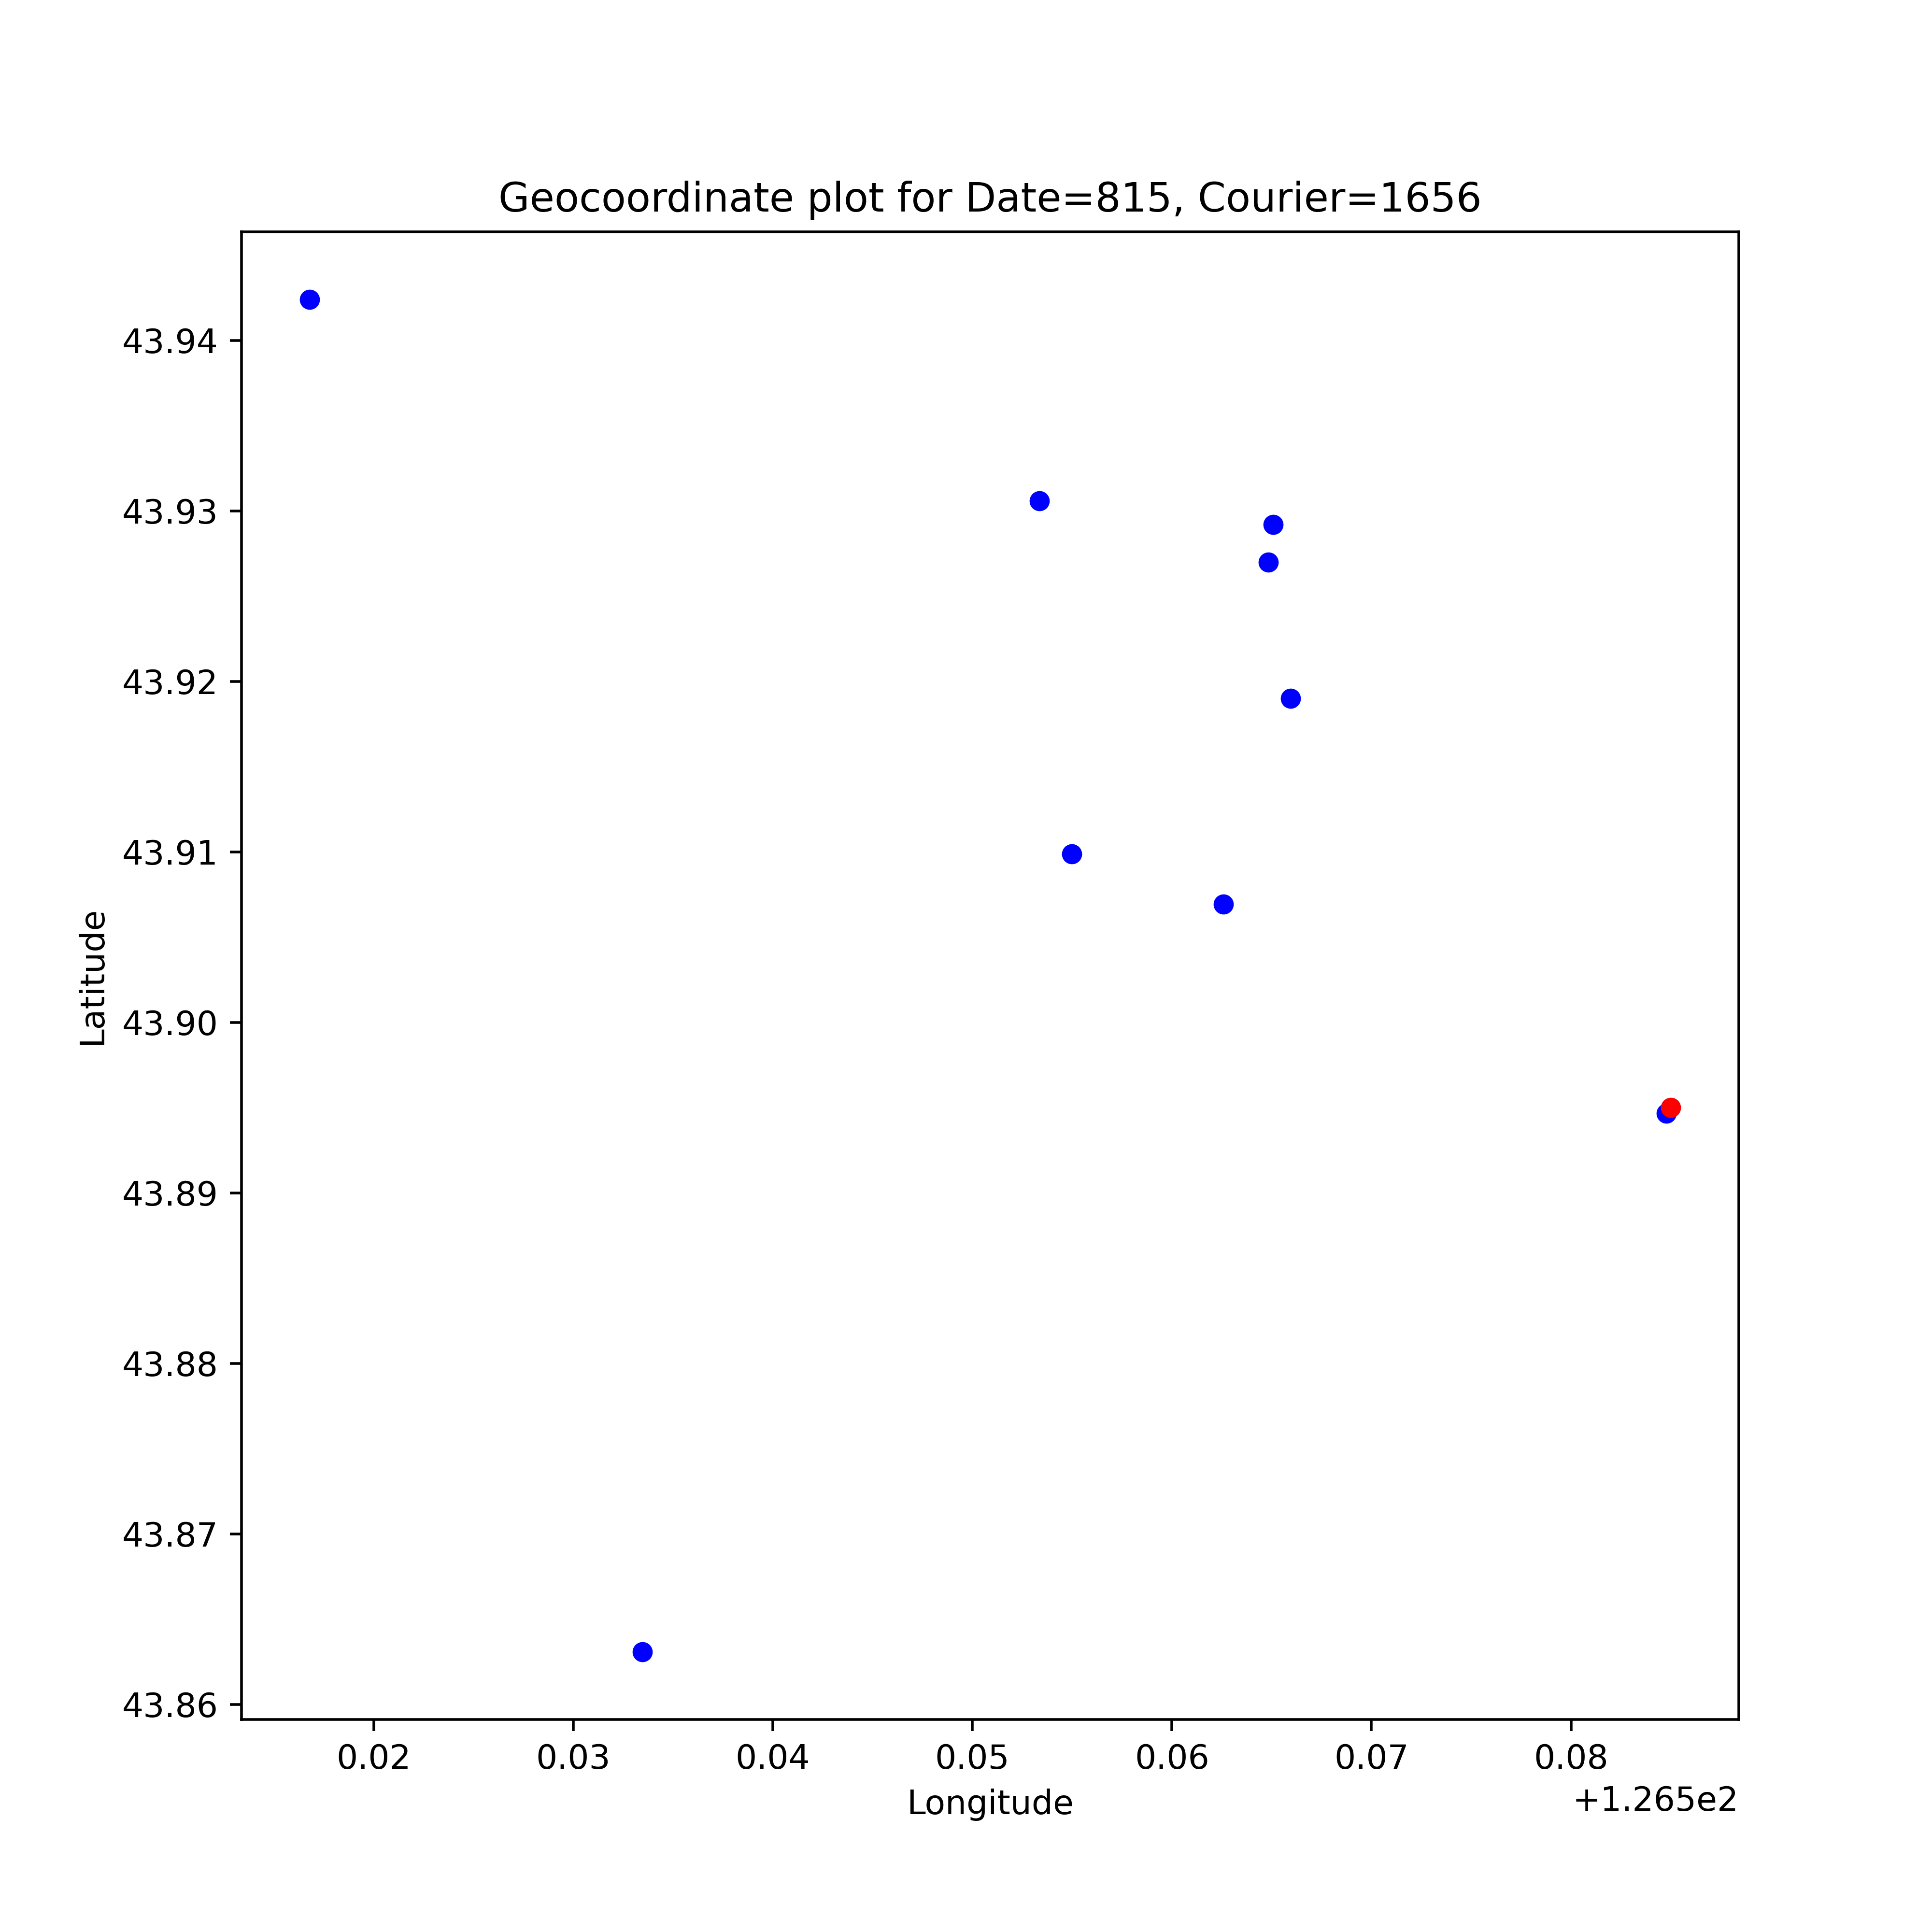 Geocoordinate plot for Date=815, Courier=1656
43.94
43.93
43.92
43.91
43.90
43.89
43.88
43.87
43.86
Latitude
0.02 0.03 0.04 0.05 0.06 0.07 0.08
+1.265e2
Longitude